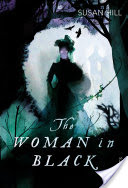 SUSAN HILL
The
WOMAN in
BLACK